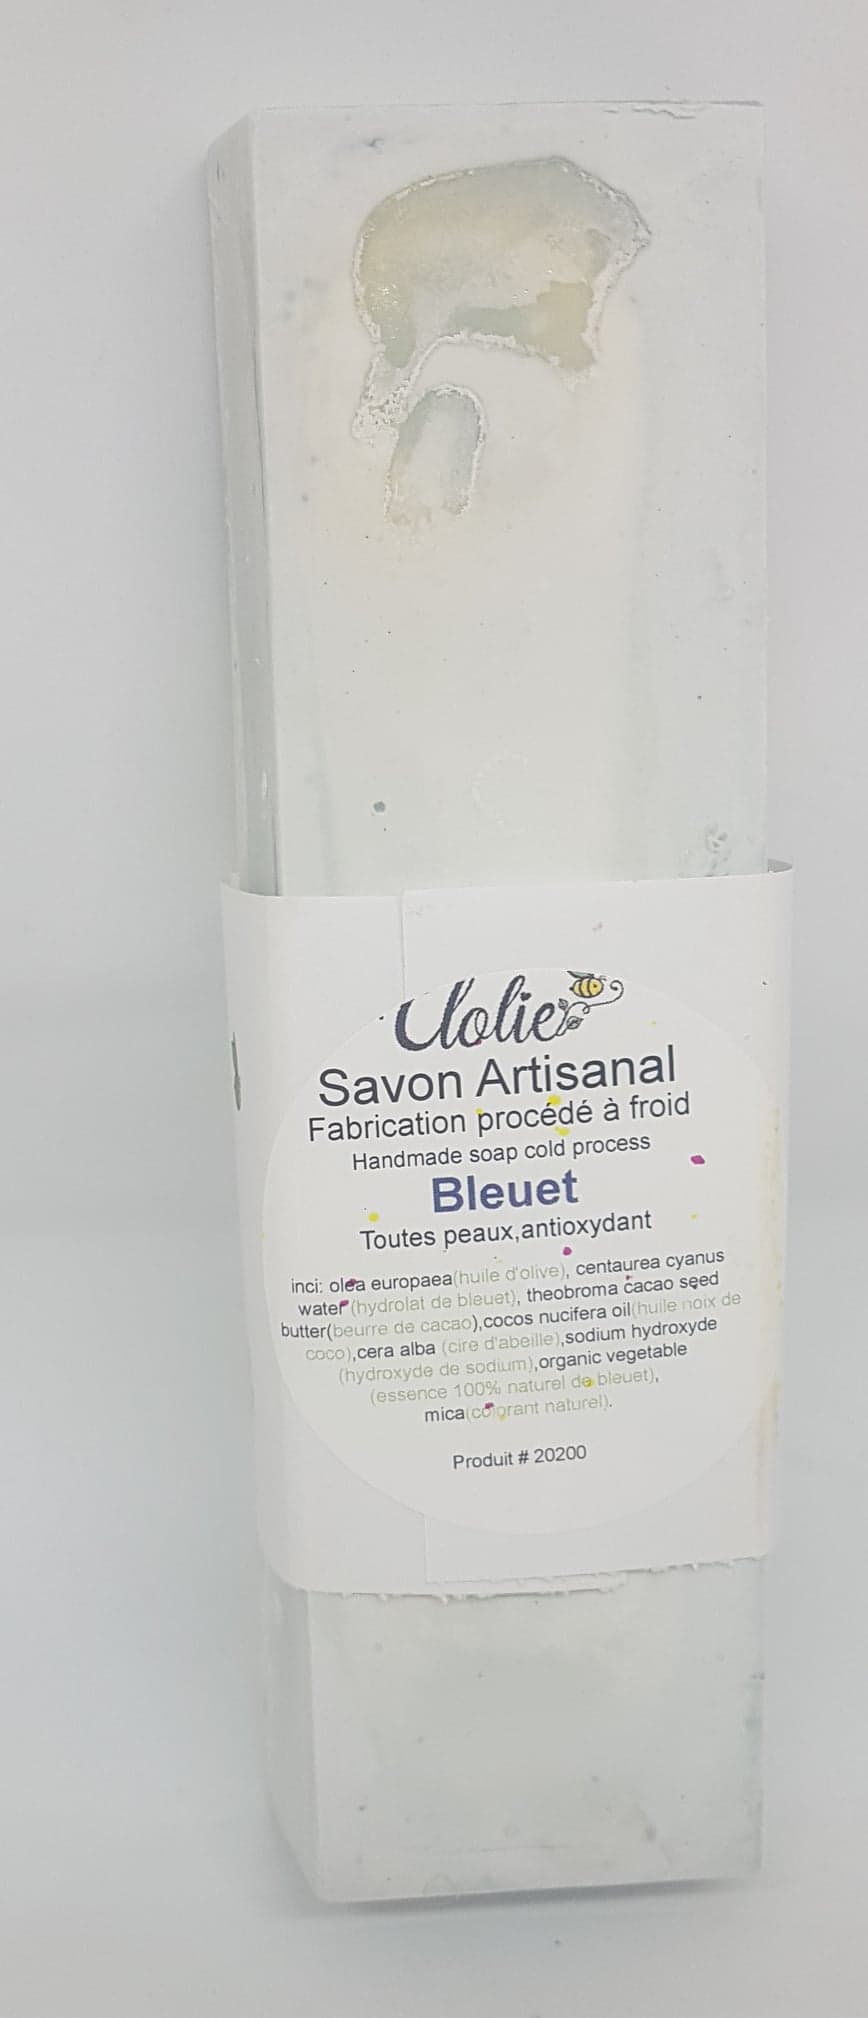 Jolie
Savon Artisanal
Fabrication procédé à froid
Handmade soap cold process
Bleuet
Toutes peaux,antioxydant
inci: olea europaea(huile d'olive), centaurea cyanus
water(hydrolat de bleuet), theobroma cacao seed
butter(beurre de cacao),cocos nucifera oil(huile noix de
coco),cera alba (cire d'abeille),sodium hydroxyde
(hydroxyde de sodium),organic vegetable
(essence 100% naturel de bleuet),
mica(colorant naturel).
Produit # 20200